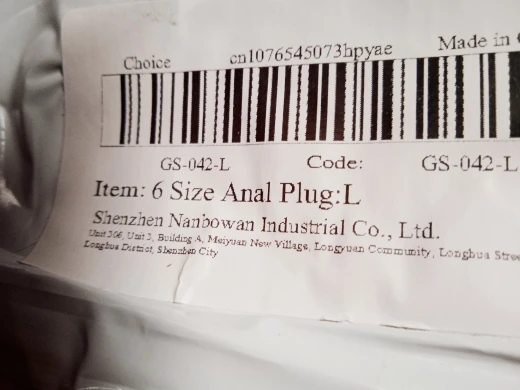 Choice cn1076545073hpyae Made in
GS-042-L Code: GS-042-L
Item: 6 Size Anal Plug:L
Shenzhen Nanbowan Industrial Co., Ltd.
Unit 306, Unit 3, Building A, Meiyuan New Village, Longyuan Community, Longhua
Longhua District, Shenzhen City